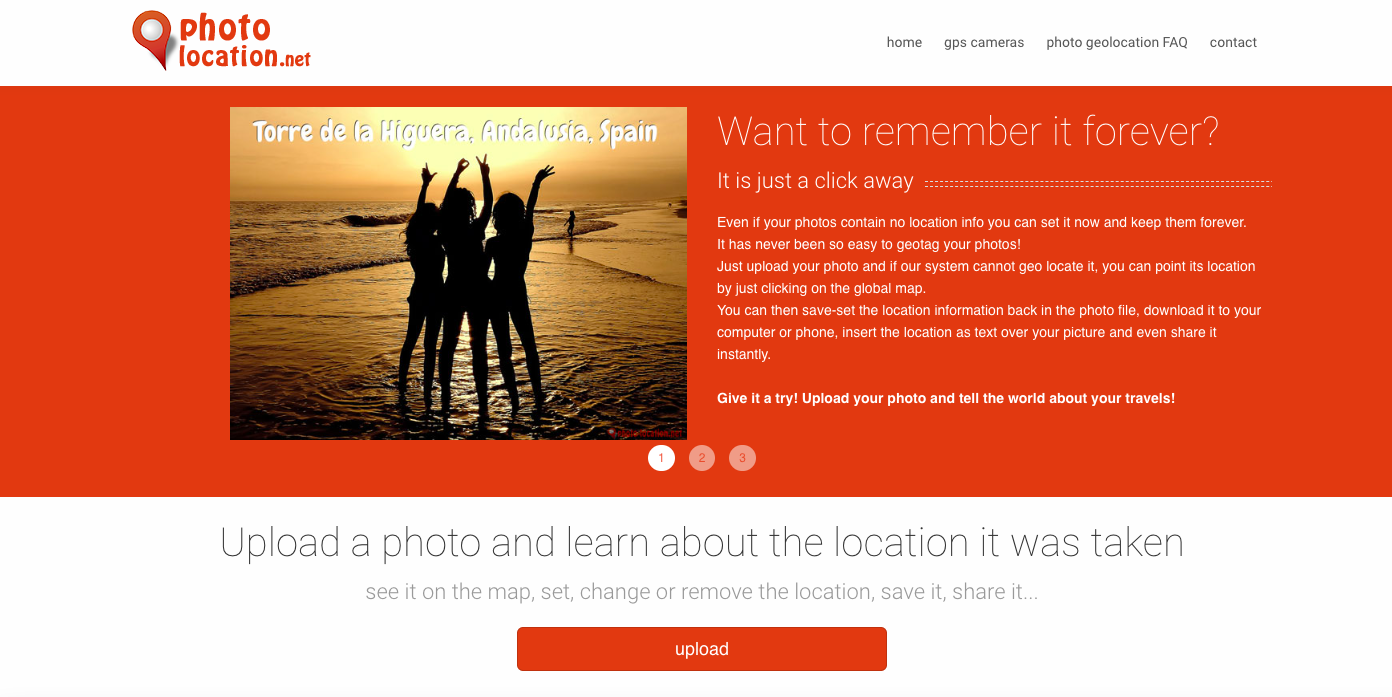 photo
location.net
home gps cameras photo geolocation FAQ contact
Torre de la Higuera, Andalusia, Spain
Want to remember it forever?
It is just a click away
Even if your photos contain no location info you can set it now and keep them forever.
It has never been so easy to geotag your photos!
Just upload your photo and if our system cannot geo locate it, you can point its location
by just clicking on the global map.
You can then save-set the location information back in the photo file, download it to your
computer or phone, insert the location as text over your picture and even share it
instantly.
Give it a try! Upload your photo and tell the world about your travels!
1 2 3
Upload a photo and learn about the location it was taken
see it on the map, set, change or remove the location, save it, share it...
upload